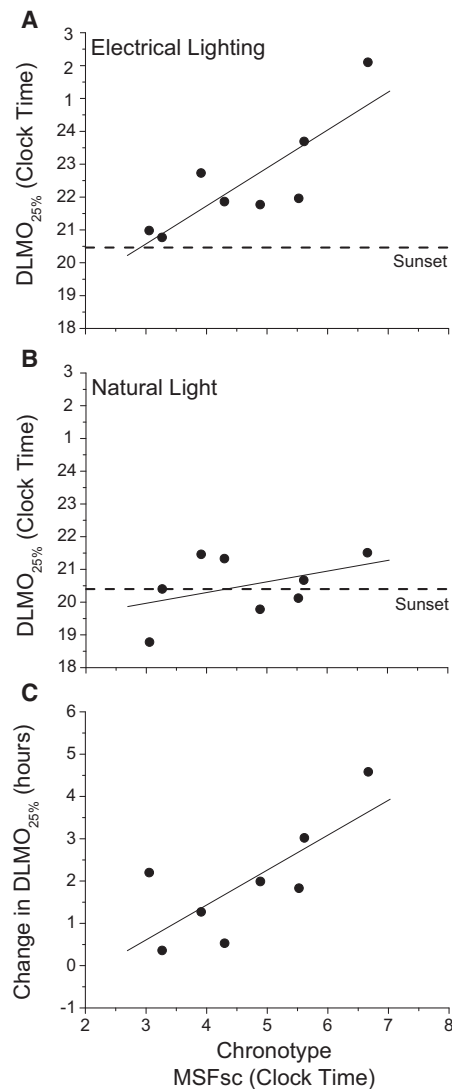 A
Electrical Lighting
DLMO25% (Clock Time)
3
2
1
24
23
22
21
20
19
18
Sunset
B
Natural Light
DLMO25% (Clock Time)
3
2
1
24
23
22
21
20
19
18
Sunset
C
Change in DLMO25% (hours)
6
5
4
3
2
1
0
-1
2 3 4 5 6 7 8
Chronotype
MSFsc (Clock Time)